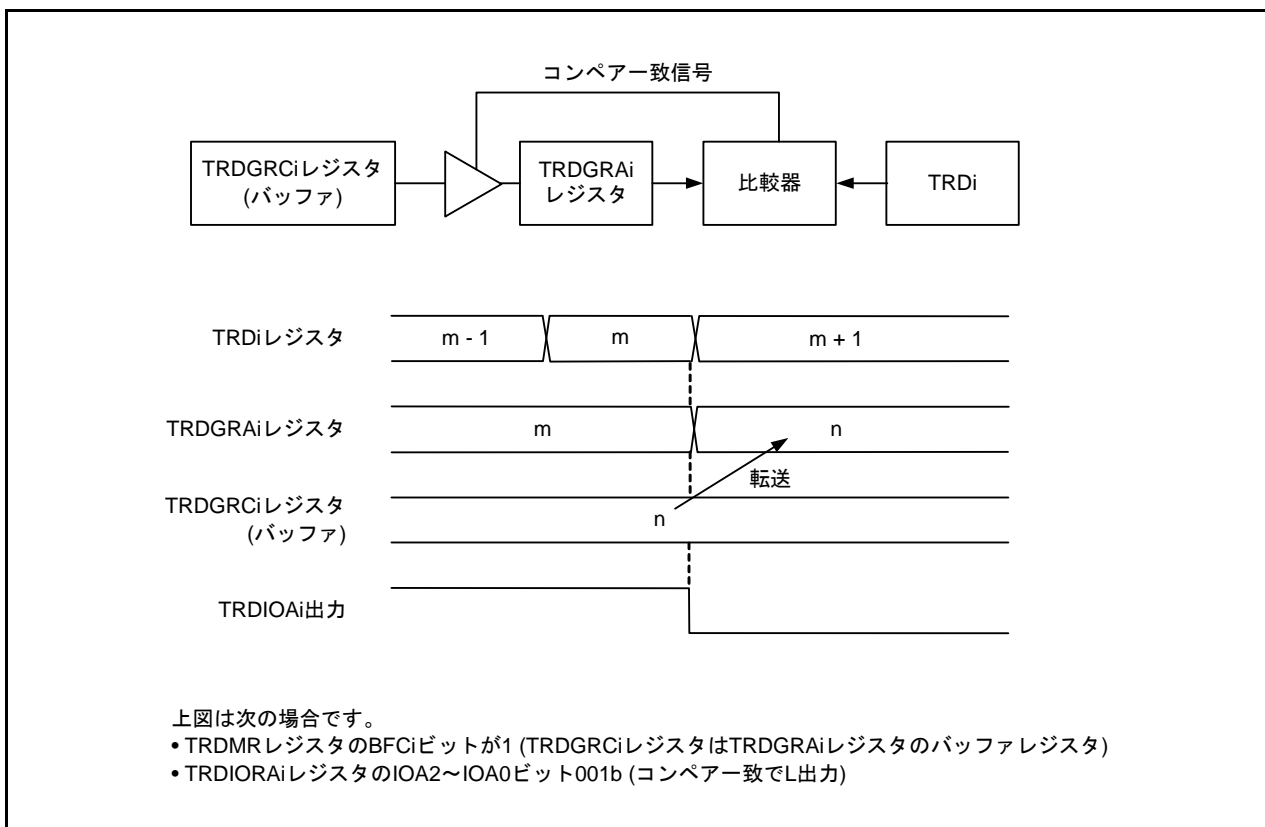 コンペア一致信号
TRDGRCiレジスタ
(バッファ)
TRDGRAi
レジスタ
比較器
TRDi
TRDiレジスタ
m - 1
m
m + 1
TRDGRAiレジスタ
m
n
転送
TRDGRCiレジスタ
(バッファ)
n
TRDIOAi出力
上図は次の場合です。
• TRDMRレジスタのBFCiビットが1 (TRDGRCiレジスタはTRDGRAiレジスタのバッファレジスタ)
• TRDIORAiレジスタのIOA2〜IOA0ビット001b (コンペア一致でL出力)